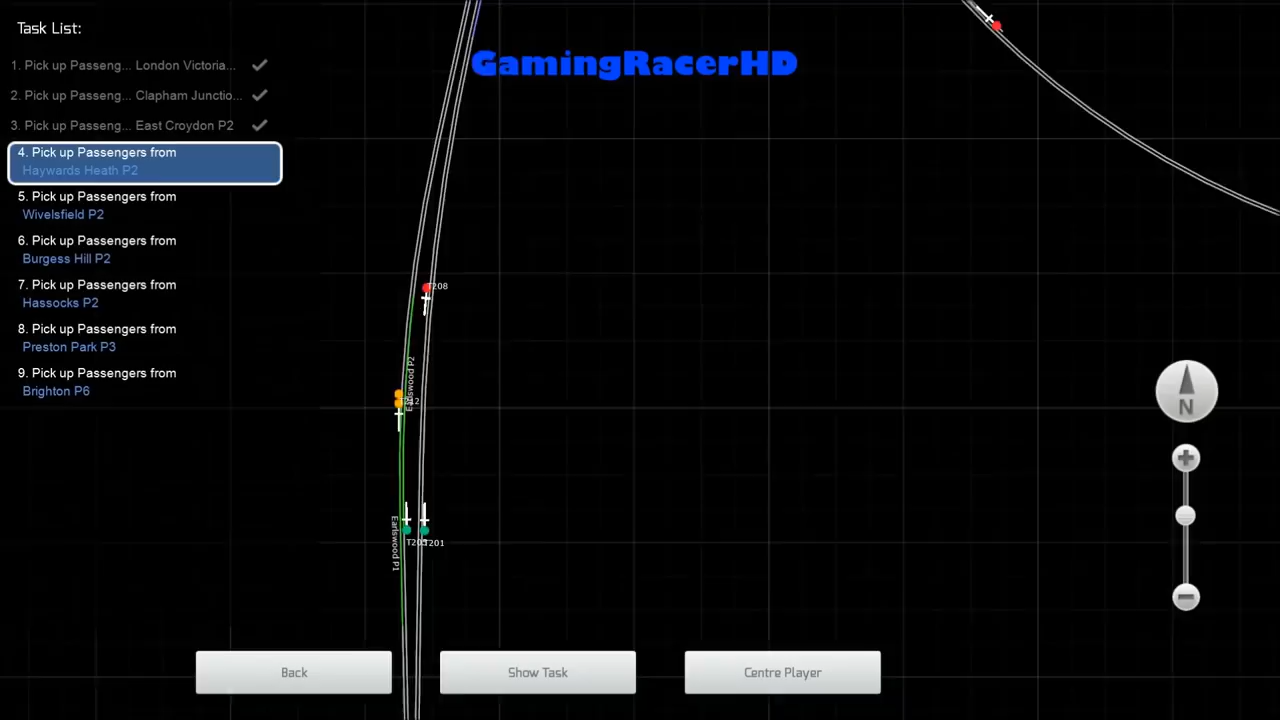 Task List:
GamingRacerHD
1. Pick up Passeng... London Victoria...
2. Pick up Passeng... Clapham Junctio...
3. Pick up Passeng... East Croydon P2
4. Pick up Passengers from
Haywards Heath P2
5. Pick up Passengers from
Wivelsfield P2
6. Pick up Passengers from
Burgess Hill P2
7. Pick up Passengers from
Hassocks P2
8. Pick up Passengers from
Preston Park P3
9. Pick up Passengers from
Brighton P6
T208
Earlswood P2
Earlswood P1
T201
N
Back
Show Task
Centre Player